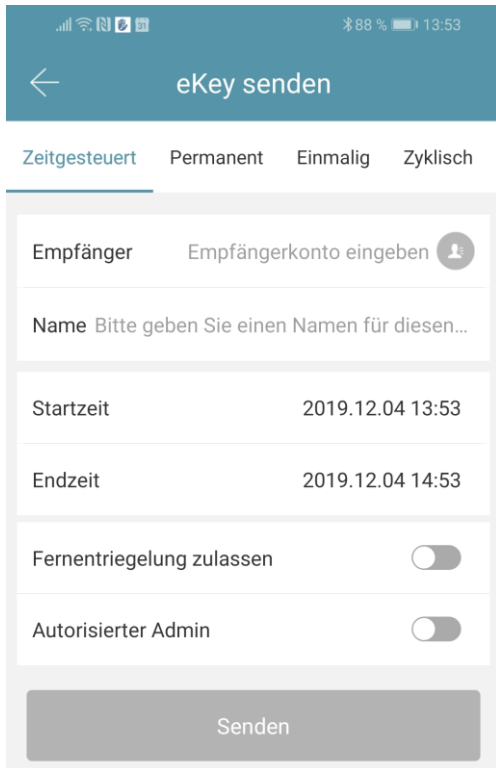 31 88 % 13:53
eKey senden
Zeitgesteuert Permanent Einmalig Zyklisch
Empfänger Empfängerkonto eingeben
Name Bitte geben Sie einen Namen für diesen...
Startzeit 2019.12.04 13:53
Endzeit 2019.12.04 14:53
Fernentriegelung zulassen
Autorisierter Admin
Senden